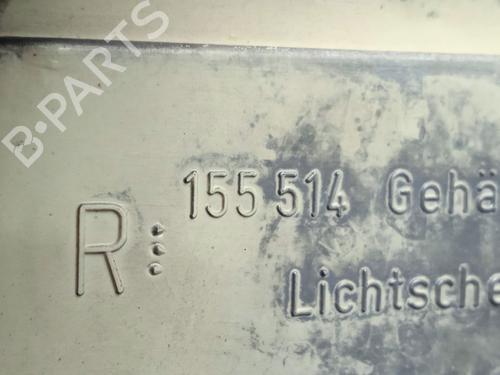 B·PARTS
155 514 Gehä
R
Lichtsche